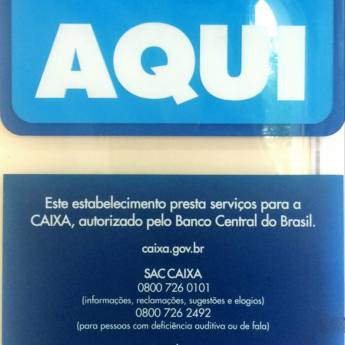 AQUI
Este estabelecimento presta serviços para a
CAIXA, autorizado pelo Banco Central do Brasil.
caixa.gov.br
SAC CAIXA
0800 726 0101
(informações, reclamações, sugestões e elogios)
0800 726 2492
(para pessoas com deficiência auditiva ou de fala)